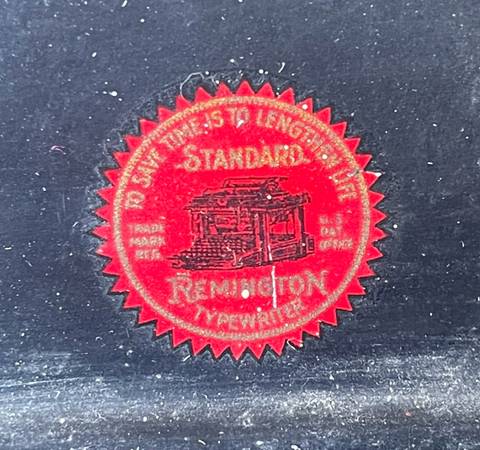 TO SAVE TIME IS TO LENGTHEN LIFE
STANDARD
TRADE
MARK
REG.
U.S.
PAT.
OFFICE
REMINGTON
TYPEWRITER